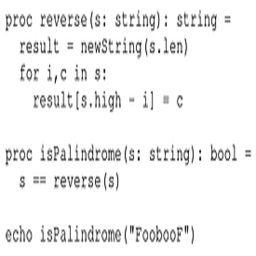 proc reverse(s: string): string =
  result = newString(s.len)
  for i,c in s:
    result[s.high - i] = c

proc isPalindrome(s: string): bool =
  s == reverse(s)

echo isPalindrome("FoobooF")